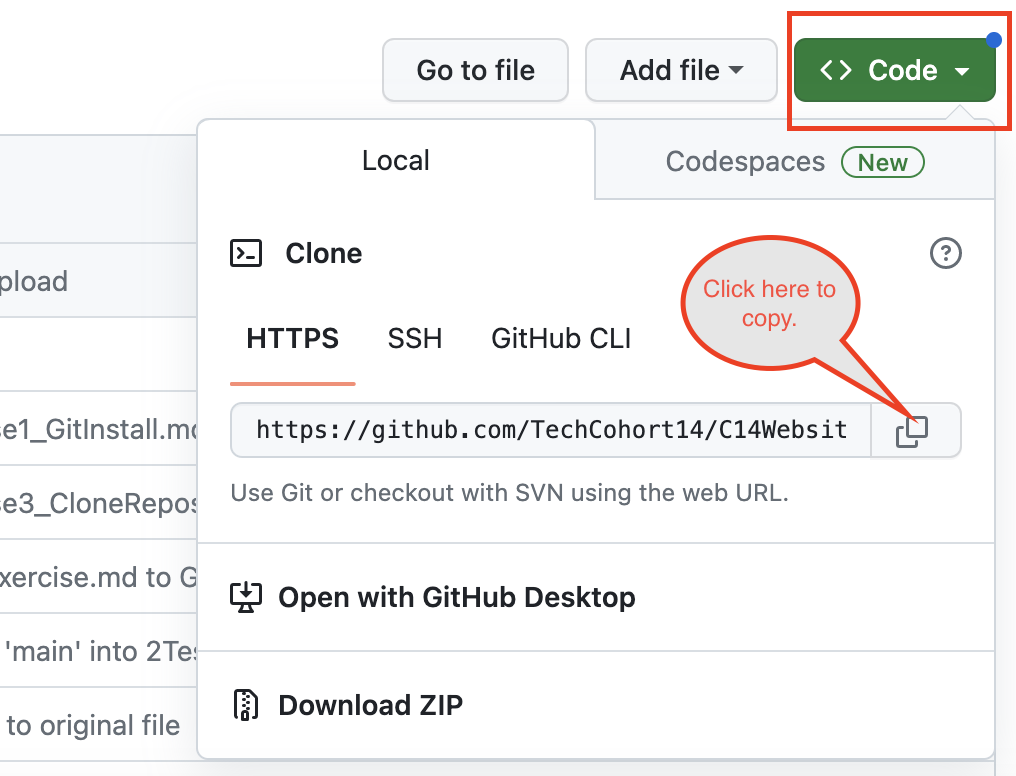 Go to file
Add file
<> Code
Local
Codespaces New
Clone
Click here to
copy.
pload
HTTPS SSH GitHub CLI
https://github.com/TechCohort14/C14Websit
se1_GitInstall.md
Use Git or checkout with SVN using the web URL.
se3_CloneRepos
xercise.md to G
Open with GitHub Desktop
'main' into 2Tes
Download ZIP
to original file